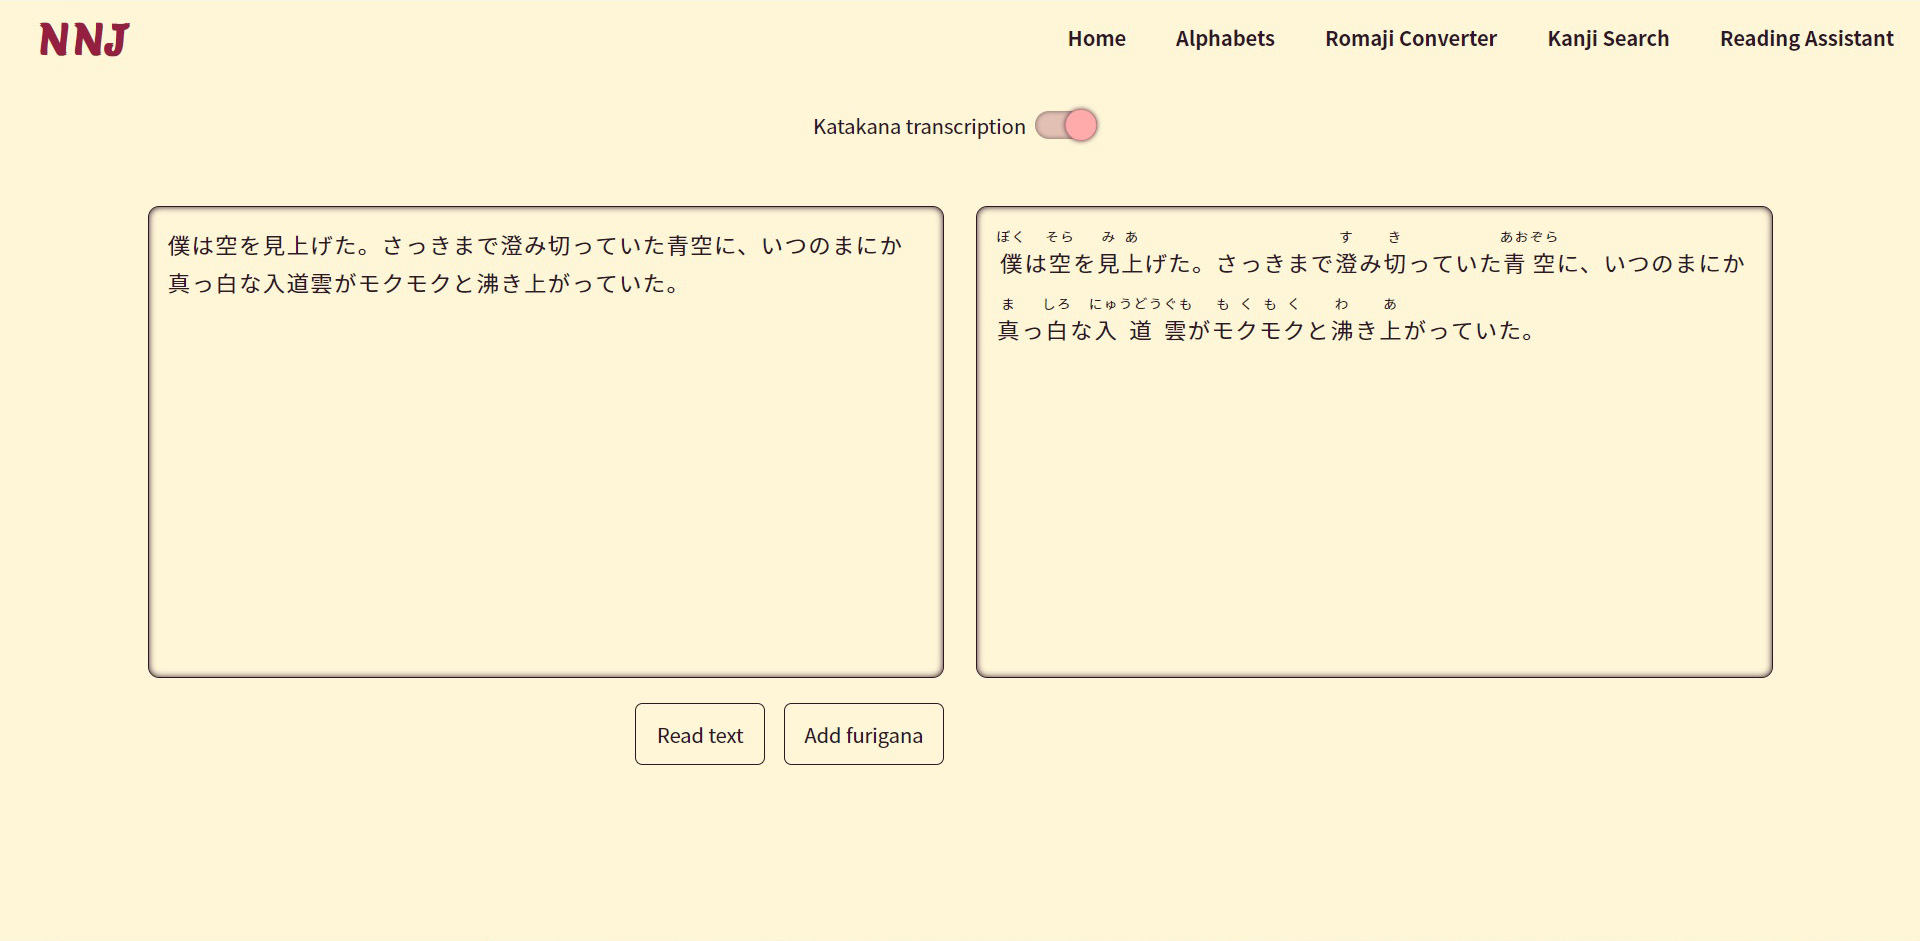 NNJ
Home Alphabets Romaji Converter Kanji Search Reading Assistant
Katakana transcription
僕は空を見上げた。さっきまで澄み切っていた青空に、いつのまにか
真っ白な入道雲がモクモクと沸き上がっていた。
ぼく そら み あ す き あおぞら
僕は空を見上げた。さっきまで澄み切っていた青空に、いつのまにか
ま しろ にゅうどうぐも も く も く わ あ
真っ白な入道雲がモクモクと沸き上がっていた。
Read text Add furigana